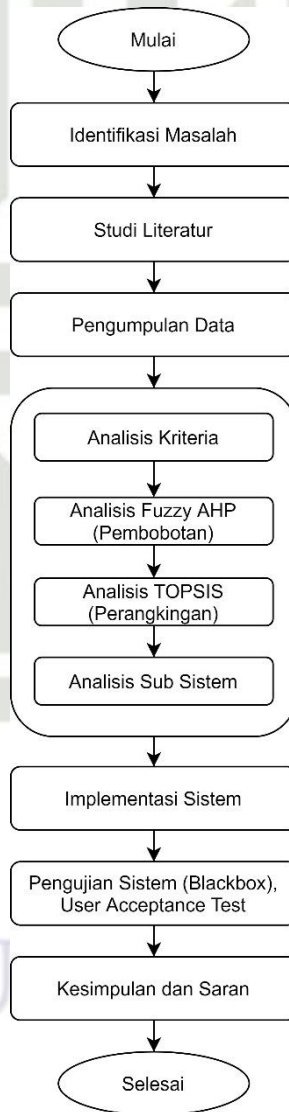 Mulai
Identifikasi Masalah
Studi Literatur
Pengumpulan Data
Analisis Kriteria
Analisis Fuzzy AHP
(Pembobotan)
Analisis TOPSIS
(Perangkingan)
Analisis Sub Sistem
Implementasi Sistem
Pengujian Sistem (Blackbox),
User Acceptance Test
Kesimpulan dan Saran
Selesai